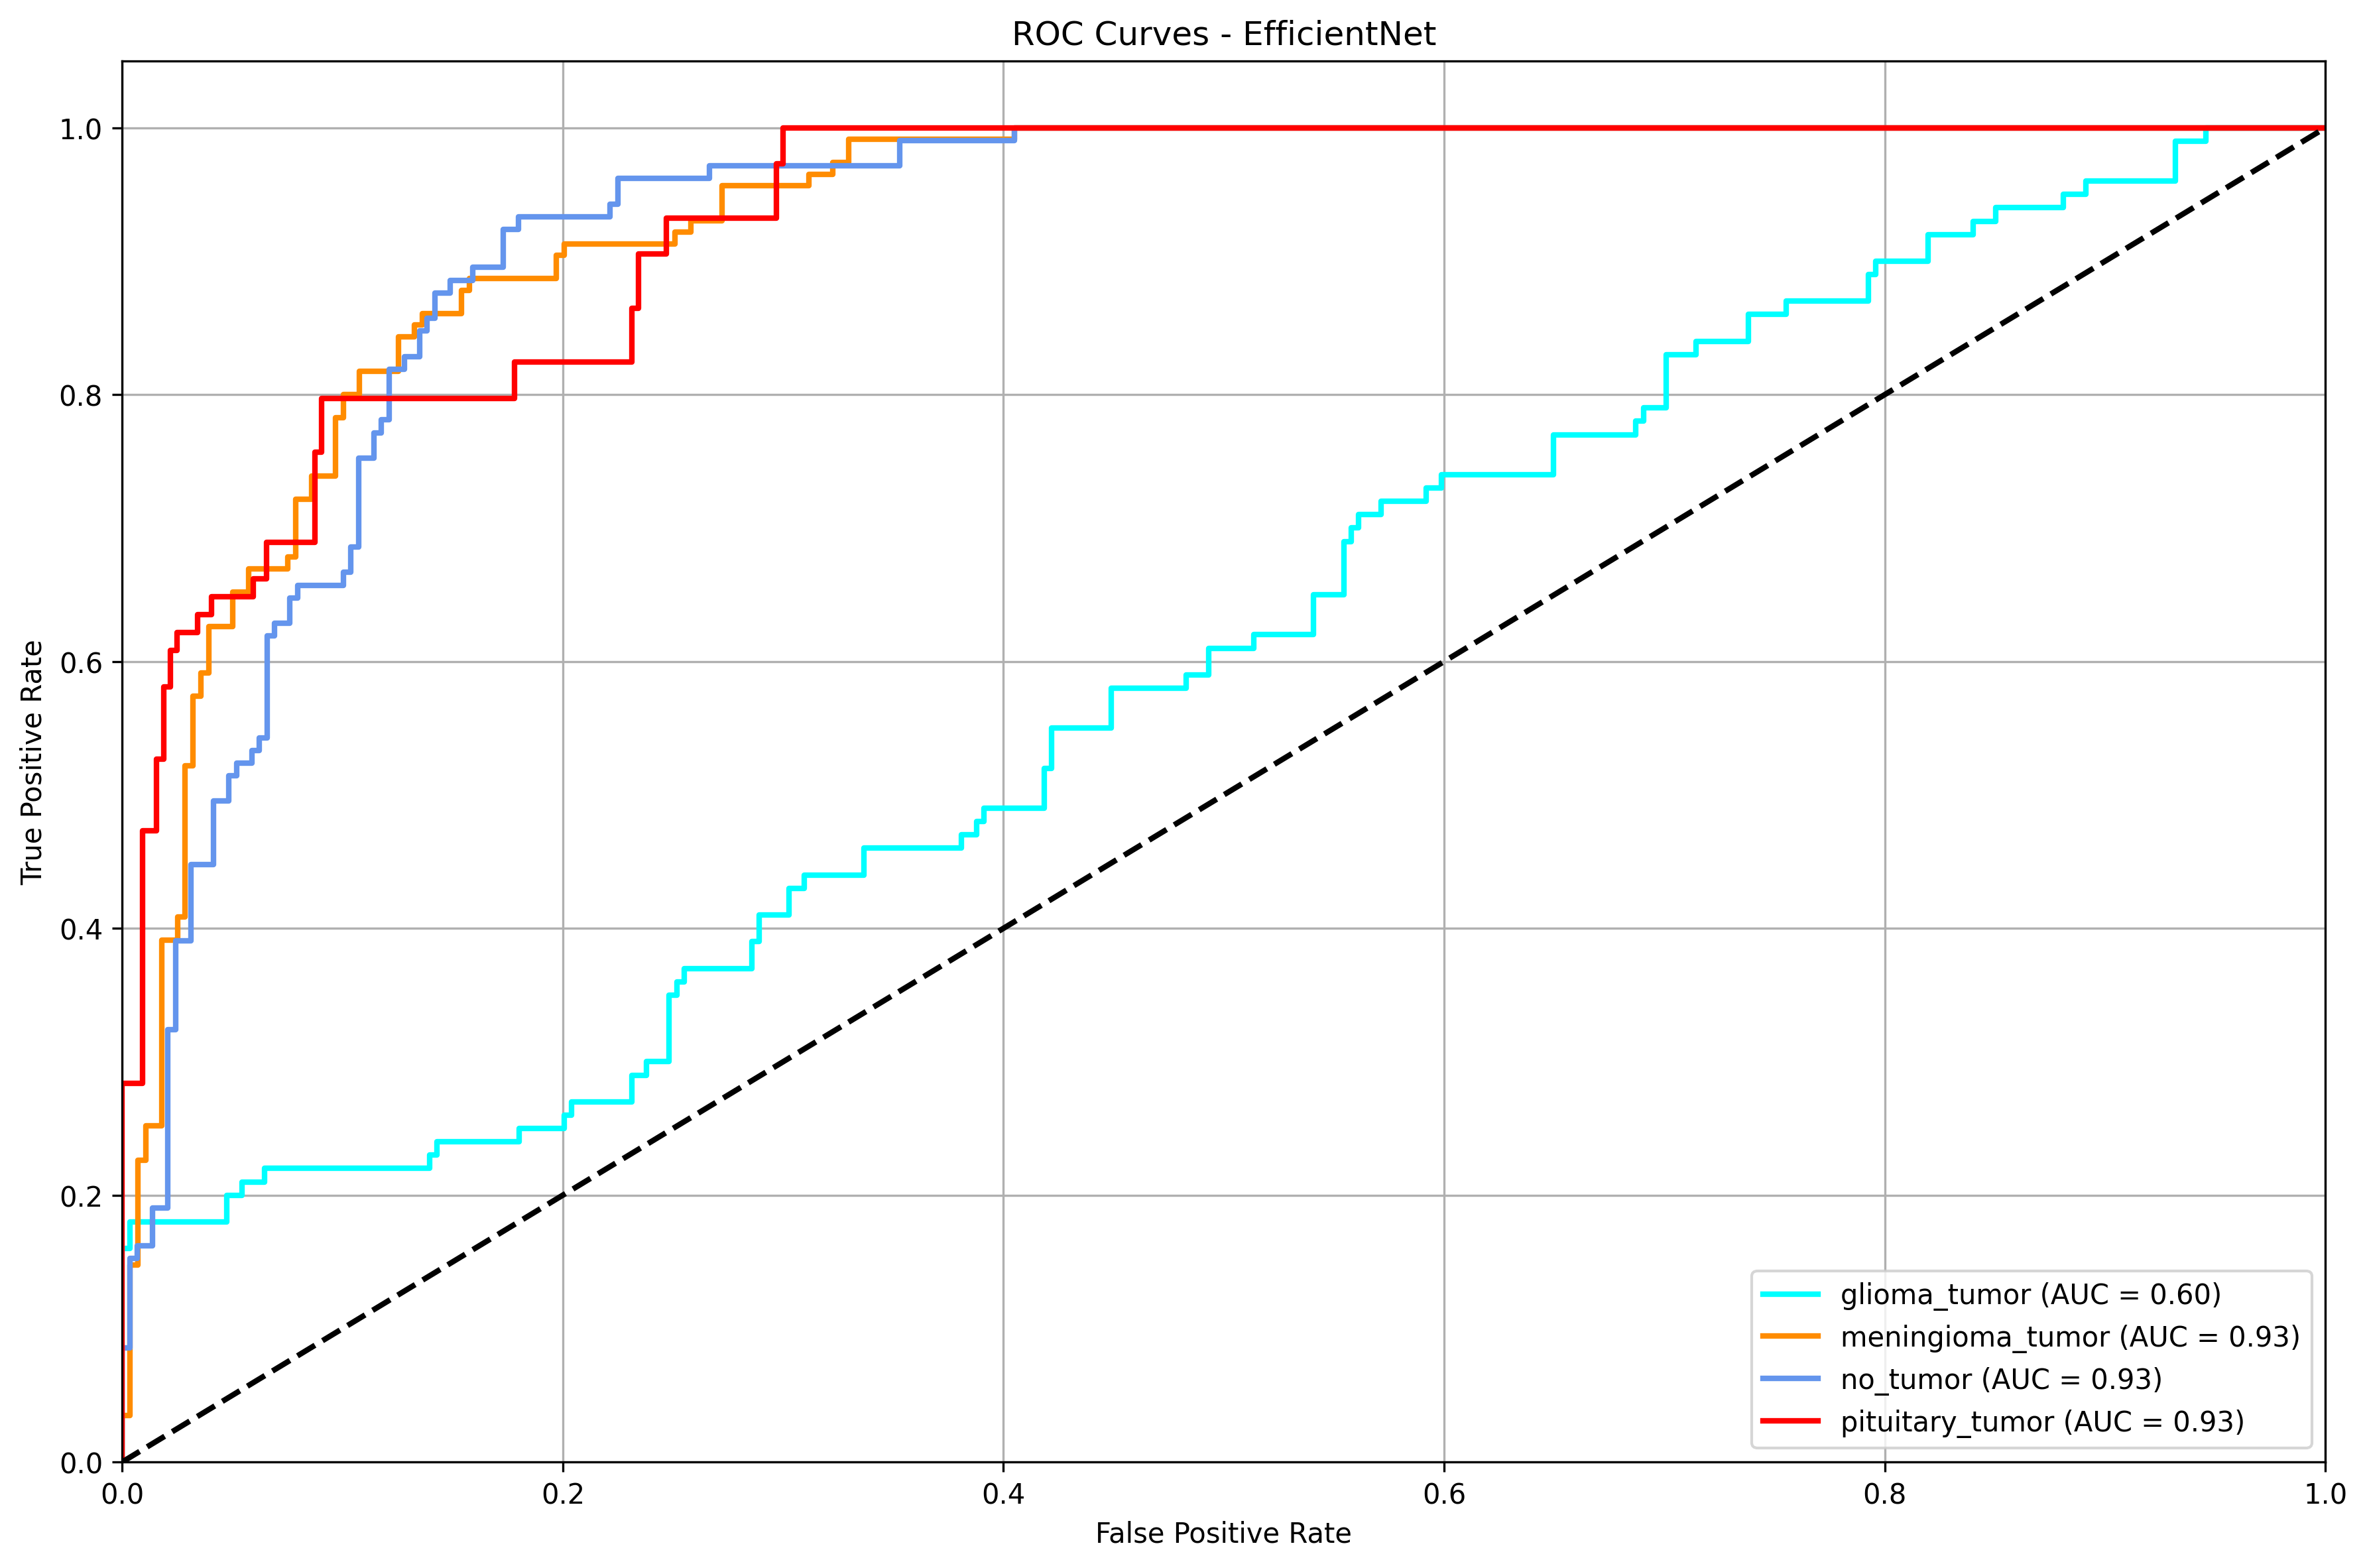 ROC Curves - EfficientNet
True Positive Rate
1.0
0.8
0.6
0.4
0.2
0.0
0.0 0.2 0.4 0.6 0.8 1.0
False Positive Rate
glioma_tumor (AUC = 0.60)
meningioma_tumor (AUC = 0.93)
no_tumor (AUC = 0.93)
pituitary_tumor (AUC = 0.93)